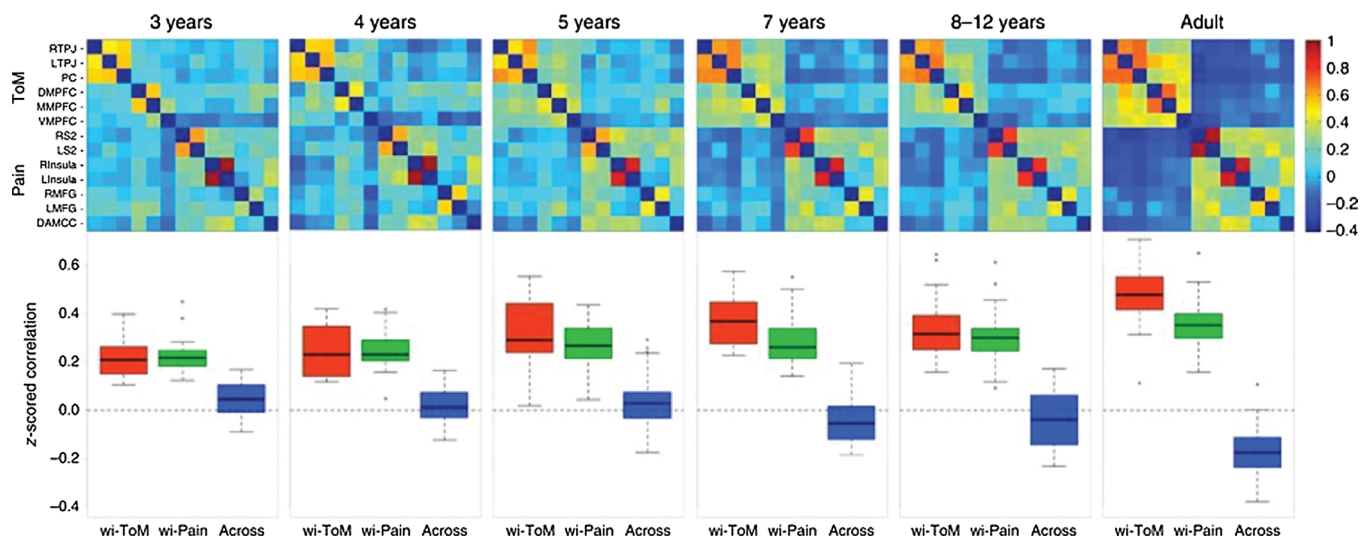 3 years
4 years
5 years
7 years
8–12 years
Adult
ToM
RTPJ
LTPJ
PC
DMPFC
MMPFC
VMPFC
Pain
RS2
LS2
RInsula
LInsula
RMFG
LMFG
DAMCC
1
0.8
0.6
0.4
0.2
0
−0.2
−0.4
z-scored correlation
0.6
0.4
0.2
0.0
−0.2
−0.4
wi-ToM wi-Pain Across
wi-ToM wi-Pain Across
wi-ToM wi-Pain Across
wi-ToM wi-Pain Across
wi-ToM wi-Pain Across
wi-ToM wi-Pain Across